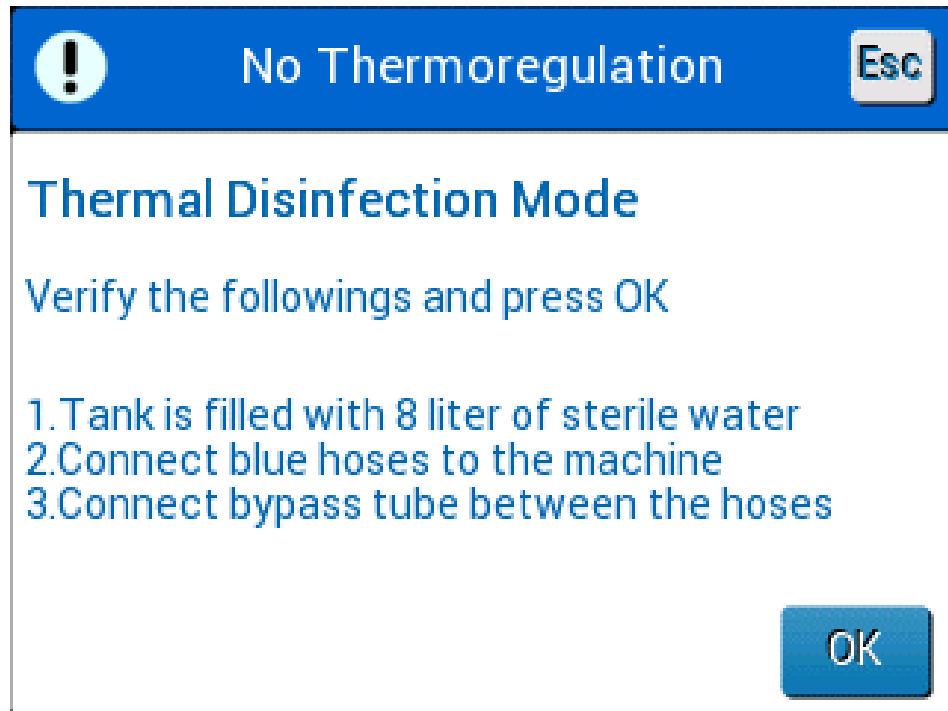 !
No Thermoregulation
Esc
Thermal Disinfection Mode
Verify the followings and press OK
1.Tank is filled with 8 liter of sterile water
2.Connect blue hoses to the machine
3.Connect bypass tube between the hoses
OK